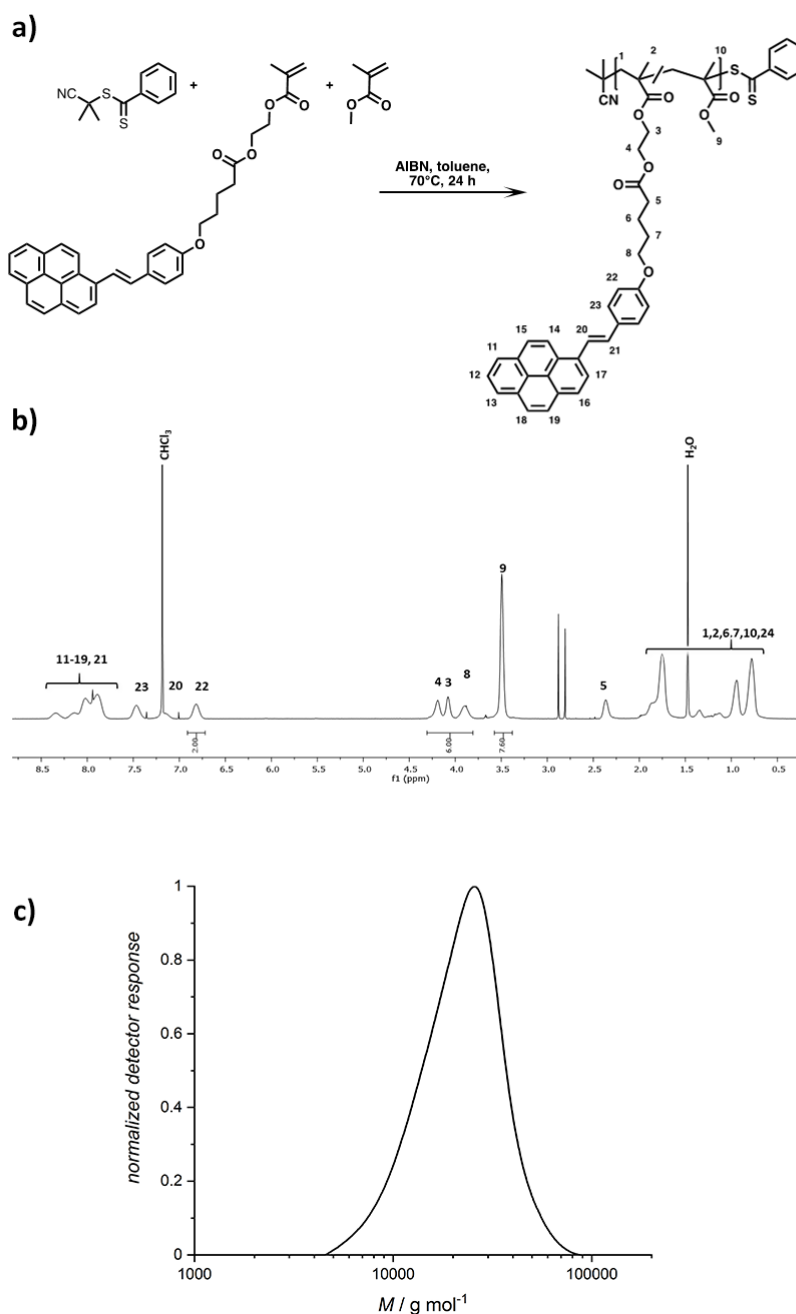 a)
NC
S
S
+
O
O
O
O
O
+
O
O
AIBN, toluene,
70°C, 24 h
1
2
10
CN
O
O
S
S
O
O
3
9
4
O
O
5
6
7
8
O
22
23
15
14
20
21
11
12
17
13
16
18
19
b)
CHCl3
H2O
11-19, 21
23
20
22
4
3
8
9
5
1,2,6.7,10,24
2.00
6.00
7.60
8.5
8.0
7.5
7.0
6.5
6.0
5.5
5.0
4.5
4.0
3.5
3.0
2.5
2.0
1.5
1.0
0.5
f1 (ppm)
c)
normalized detector response
1
0.8
0.6
0.4
0.2
0
1000
10000
100000
M / g mol-1